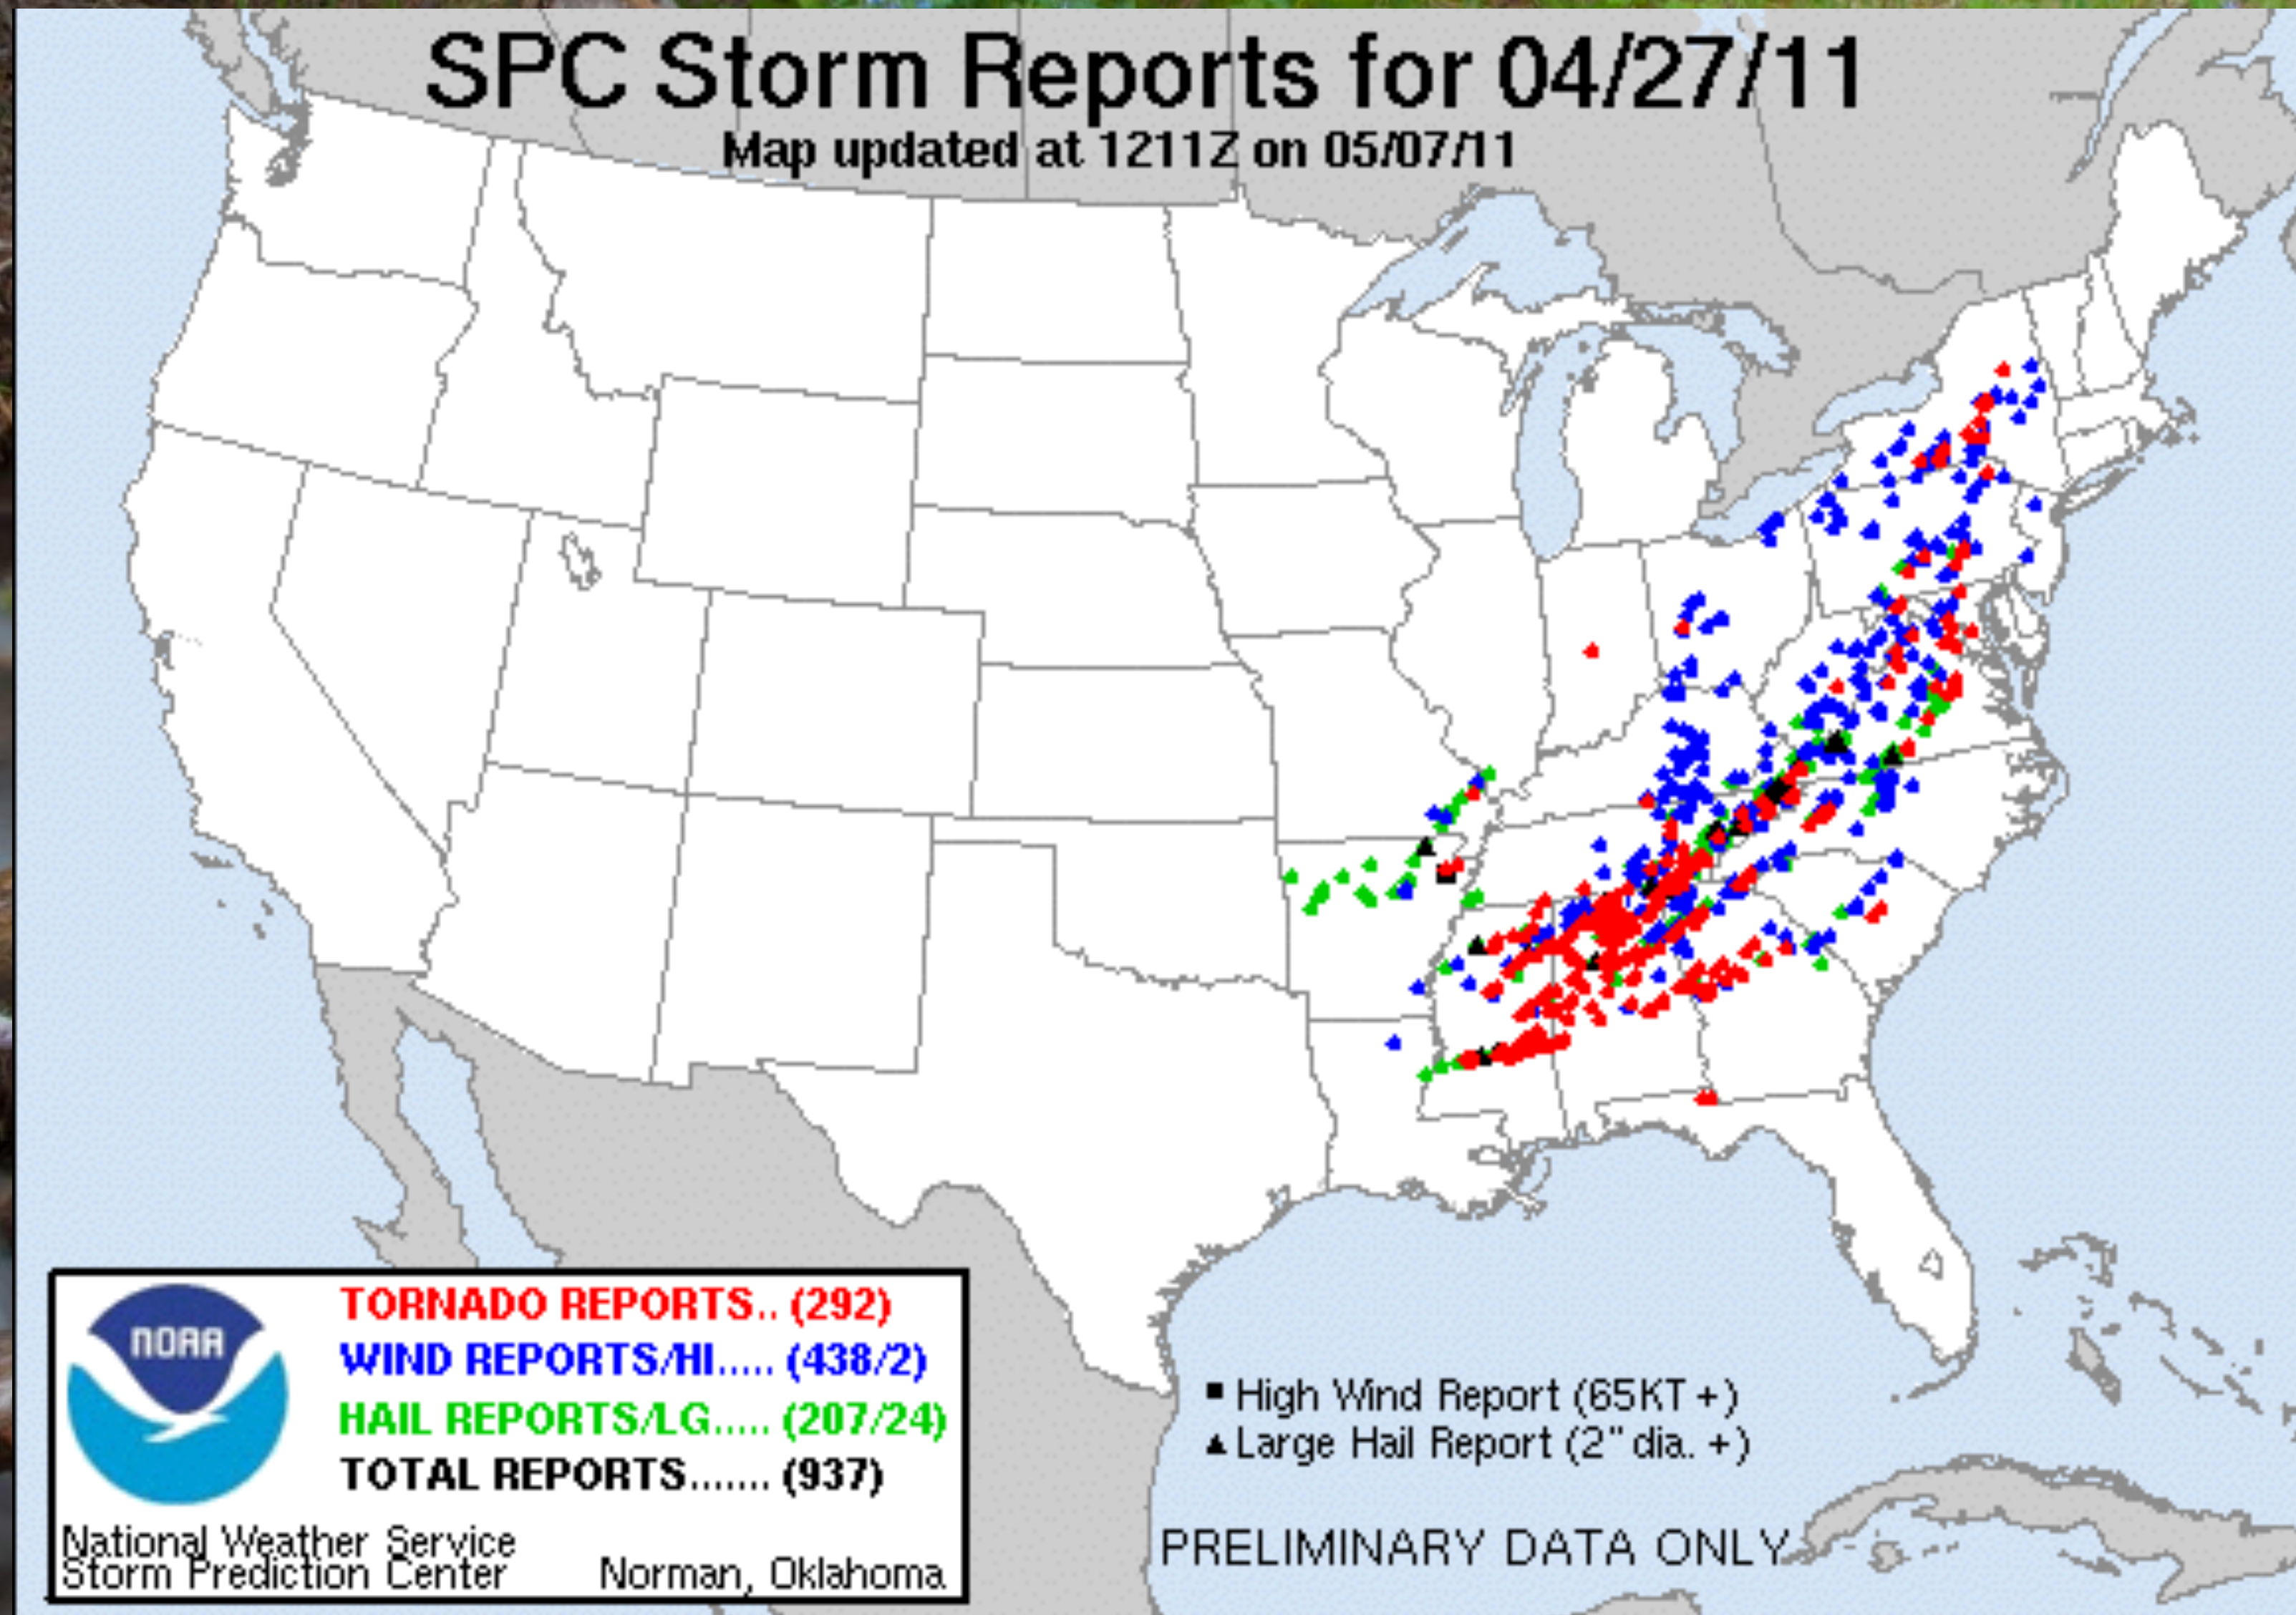 SPC Storm Reports for 04/27/11
Map updated at 1211Z on 05/07/11
NOAA
TORNADO REPORTS.. (292)
WIND REPORTS/HI..... (438/2)
HAIL REPORTS/LG..... (207/24)
TOTAL REPORTS....... (937)
National Weather Service
Storm Prediction Center Norman, Oklahoma
■ High Wind Report (65KT +)
▲ Large Hail Report (2" dia. +)
PRELIMINARY DATA ONLY